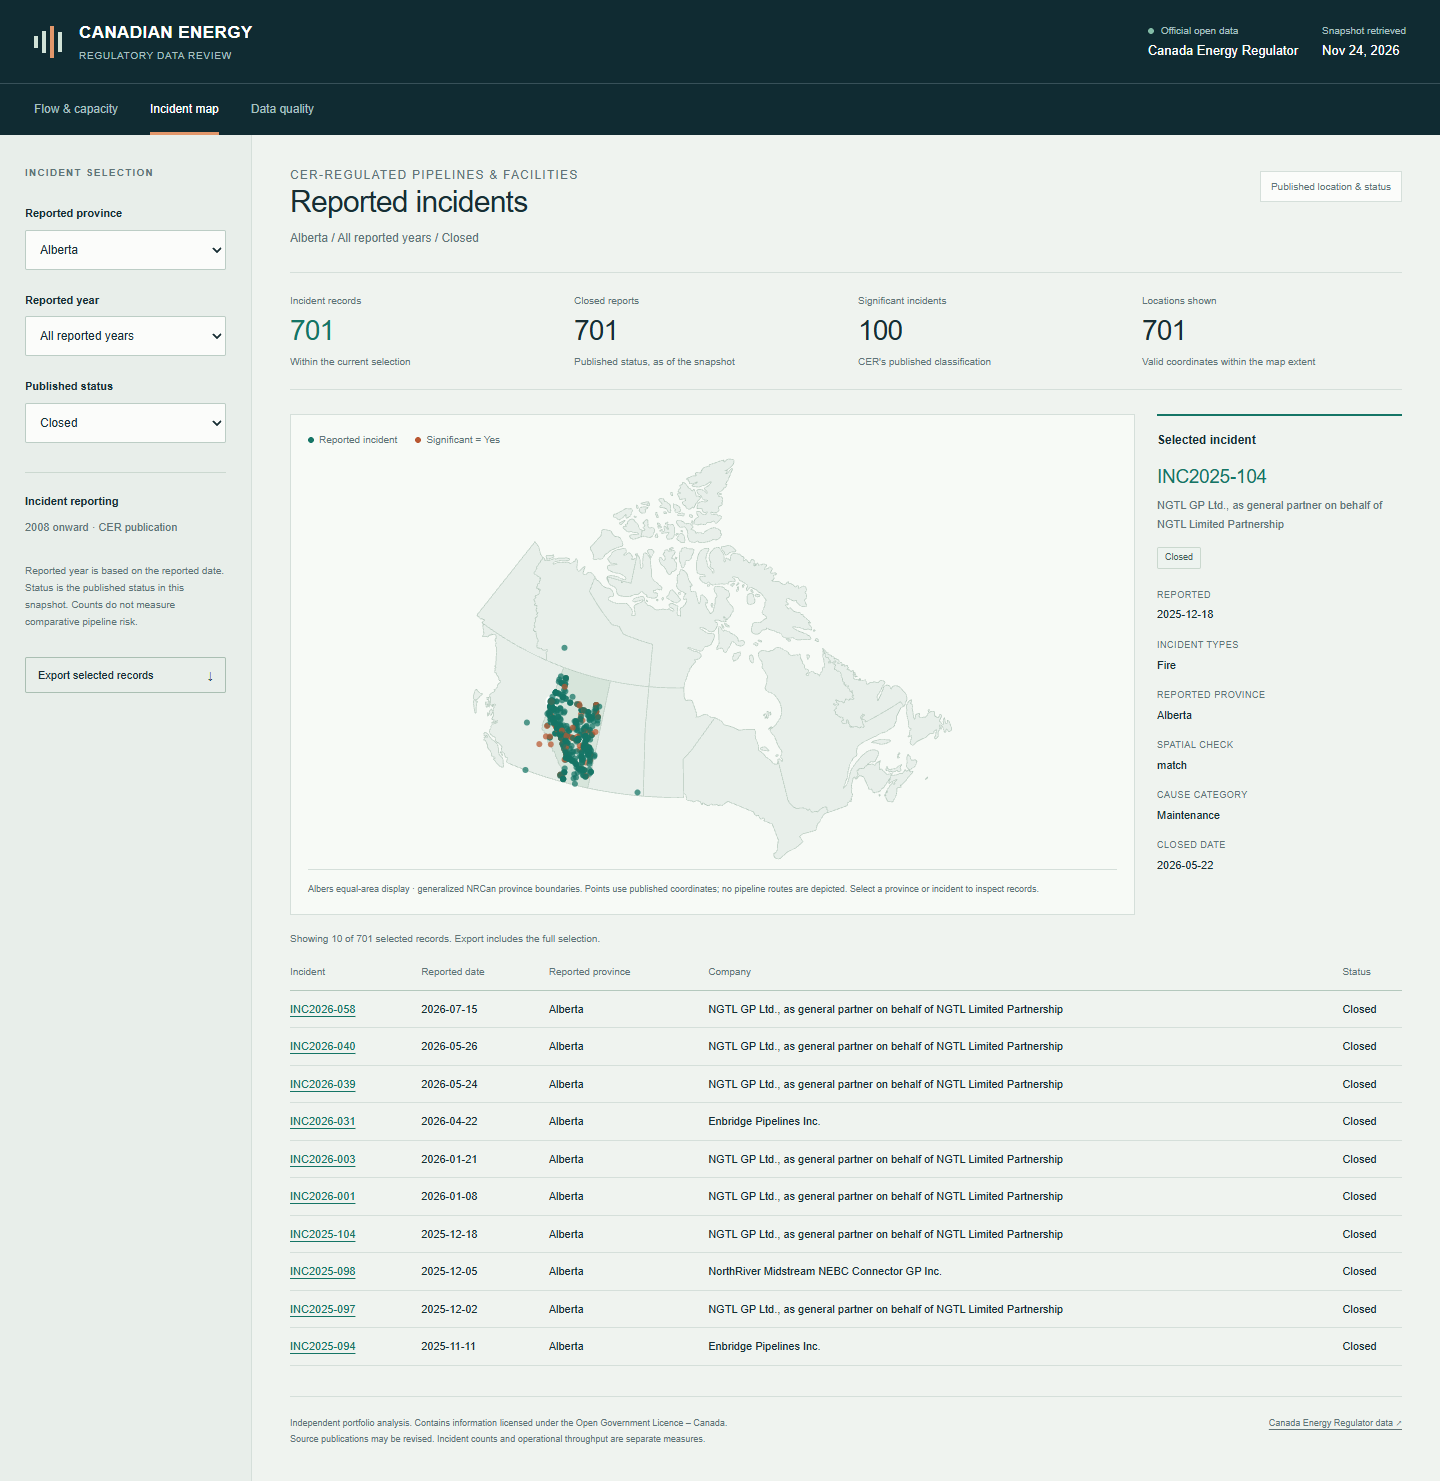 CANADIAN ENERGY
REGULATORY DATA REVIEW
Official open data
Canada Energy Regulator
Snapshot retrieved
Nov 24, 2026
Flow & capacity
Incident map
Data quality
INCIDENT SELECTION
Reported province
Alberta
Reported year
All reported years
Published status
Closed
Incident reporting
2008 onward · CER publication
Reported year is based on the reported date.
Status is the published status in this
snapshot. Counts do not measure
comparative pipeline risk.
Export selected records ↓
CER-REGULATED PIPELINES & FACILITIES
Reported incidents
Alberta / All reported years / Closed
Published location & status
Incident records
701
Within the current selection
Closed reports
701
Published status, as of the snapshot
Significant incidents
100
CER's published classification
Locations shown
701
Valid coordinates within the map extent
Reported incident
Significant = Yes
Albers equal-area display · generalized NRCan province boundaries. Points use published coordinates; no pipeline routes are depicted. Select a province or incident to inspect records.
Selected incident
INC2025-104
NGTL GP Ltd., as general partner on behalf of
NGTL Limited Partnership
Closed
REPORTED
2025-12-18
INCIDENT TYPES
Fire
REPORTED PROVINCE
Alberta
SPATIAL CHECK
match
CAUSE CATEGORY
Maintenance
CLOSED DATE
2026-05-22
Showing 10 of 701 selected records. Export includes the full selection.
Incident Reported date Reported province Company Status
INC2026-058 2026-07-15 Alberta NGTL GP Ltd., as general partner on behalf of NGTL Limited Partnership Closed
INC2026-040 2026-05-26 Alberta NGTL GP Ltd., as general partner on behalf of NGTL Limited Partnership Closed
INC2026-039 2026-05-24 Alberta NGTL GP Ltd., as general partner on behalf of NGTL Limited Partnership Closed
INC2026-031 2026-04-22 Alberta Enbridge Pipelines Inc. Closed
INC2026-003 2026-01-21 Alberta NGTL GP Ltd., as general partner on behalf of NGTL Limited Partnership Closed
INC2026-001 2026-01-08 Alberta NGTL GP Ltd., as general partner on behalf of NGTL Limited Partnership Closed
INC2025-104 2025-12-18 Alberta NGTL GP Ltd., as general partner on behalf of NGTL Limited Partnership Closed
INC2025-098 2025-12-05 Alberta NorthRiver Midstream NEBC Connector GP Inc. Closed
INC2025-097 2025-12-02 Alberta NGTL GP Ltd., as general partner on behalf of NGTL Limited Partnership Closed
INC2025-094 2025-11-11 Alberta Enbridge Pipelines Inc. Closed
Independent portfolio analysis. Contains information licensed under the Open Government Licence – Canada.
Source publications may be revised. Incident counts and operational throughput are separate measures.
Canada Energy Regulator data ↗